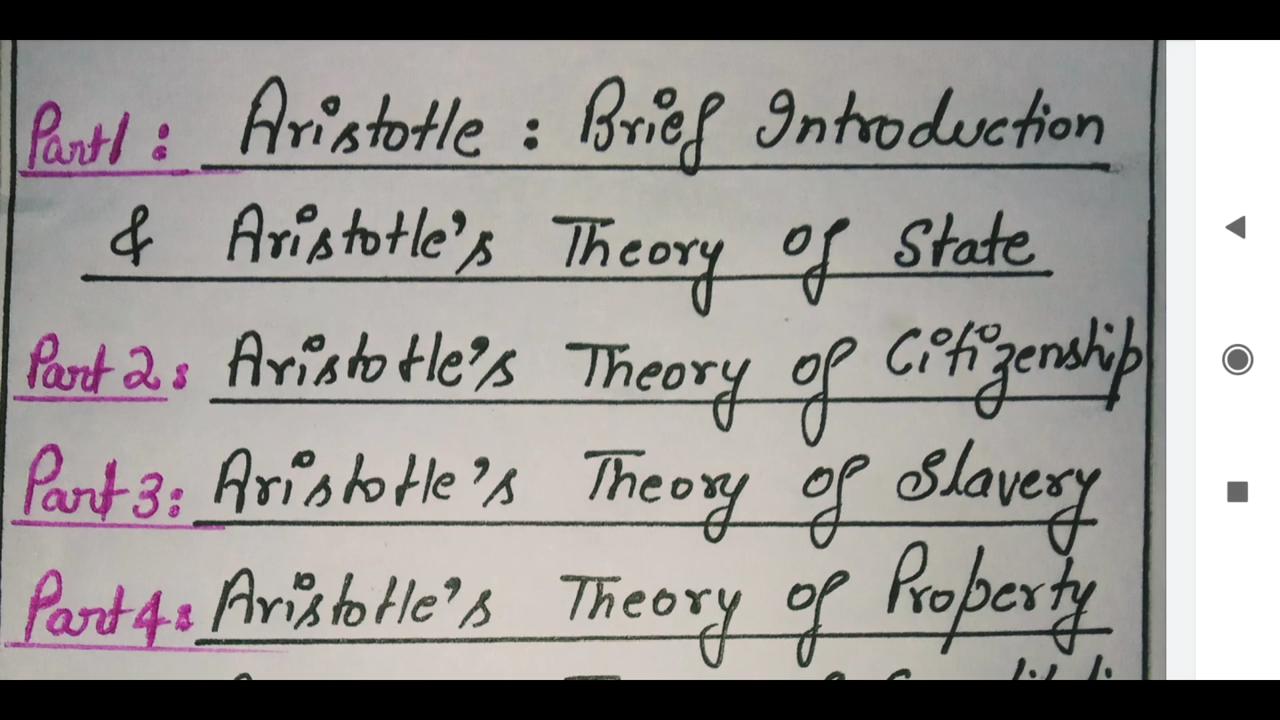 Part1: Aristotle: Brief Introduction
& Aristotle's Theory of State
Part 2: Aristotle's Theory of Citizenship
Part 3: Aristotle's Theory of Slavery
Part 4: Aristotle's Theory of Property